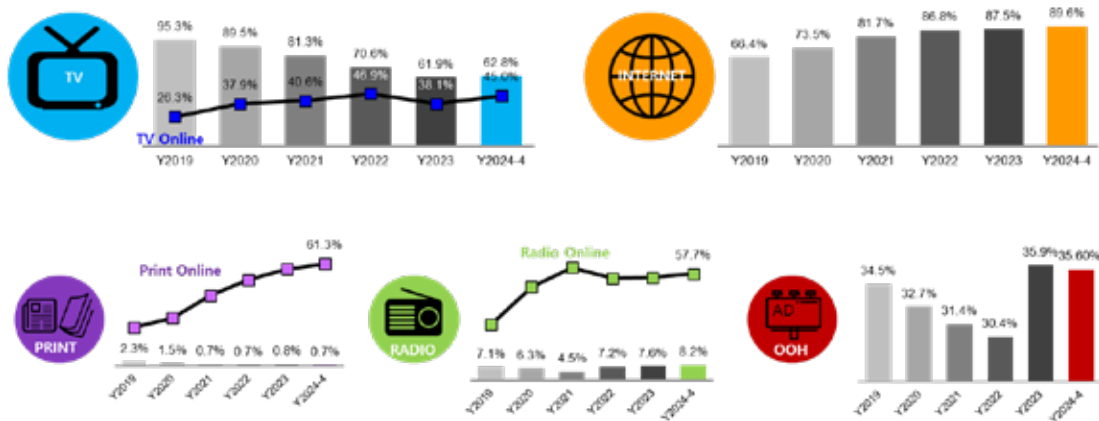 TV
95.3%
89.5%
81.3%
70.6%
61.9%
62.8%
26.3%
37.9%
40.6%
46.9%
38.1%
45.0%
TV Online
Y2019
Y2020
Y2021
Y2022
Y2023
Y2024-4
INTERNET
66.4%
73.5%
81.7%
86.8%
87.5%
89.6%
Y2019
Y2020
Y2021
Y2022
Y2023
Y2024-4
PRINT
Print Online
61.3%
2.3%
1.5%
0.7%
0.7%
0.8%
0.7%
Y2019
Y2020
Y2021
Y2022
Y2023
Y2024-4
RADIO
Radio Online
57.7%
7.1%
6.3%
4.5%
7.2%
7.6%
8.2%
Y2019
Y2020
Y2021
Y2022
Y2023
Y2024-4
AD
OOH
34.5%
32.7%
31.4%
30.4%
35.9%
35.60%
Y2019
Y2020
Y2021
Y2022
Y2023
Y2024-4